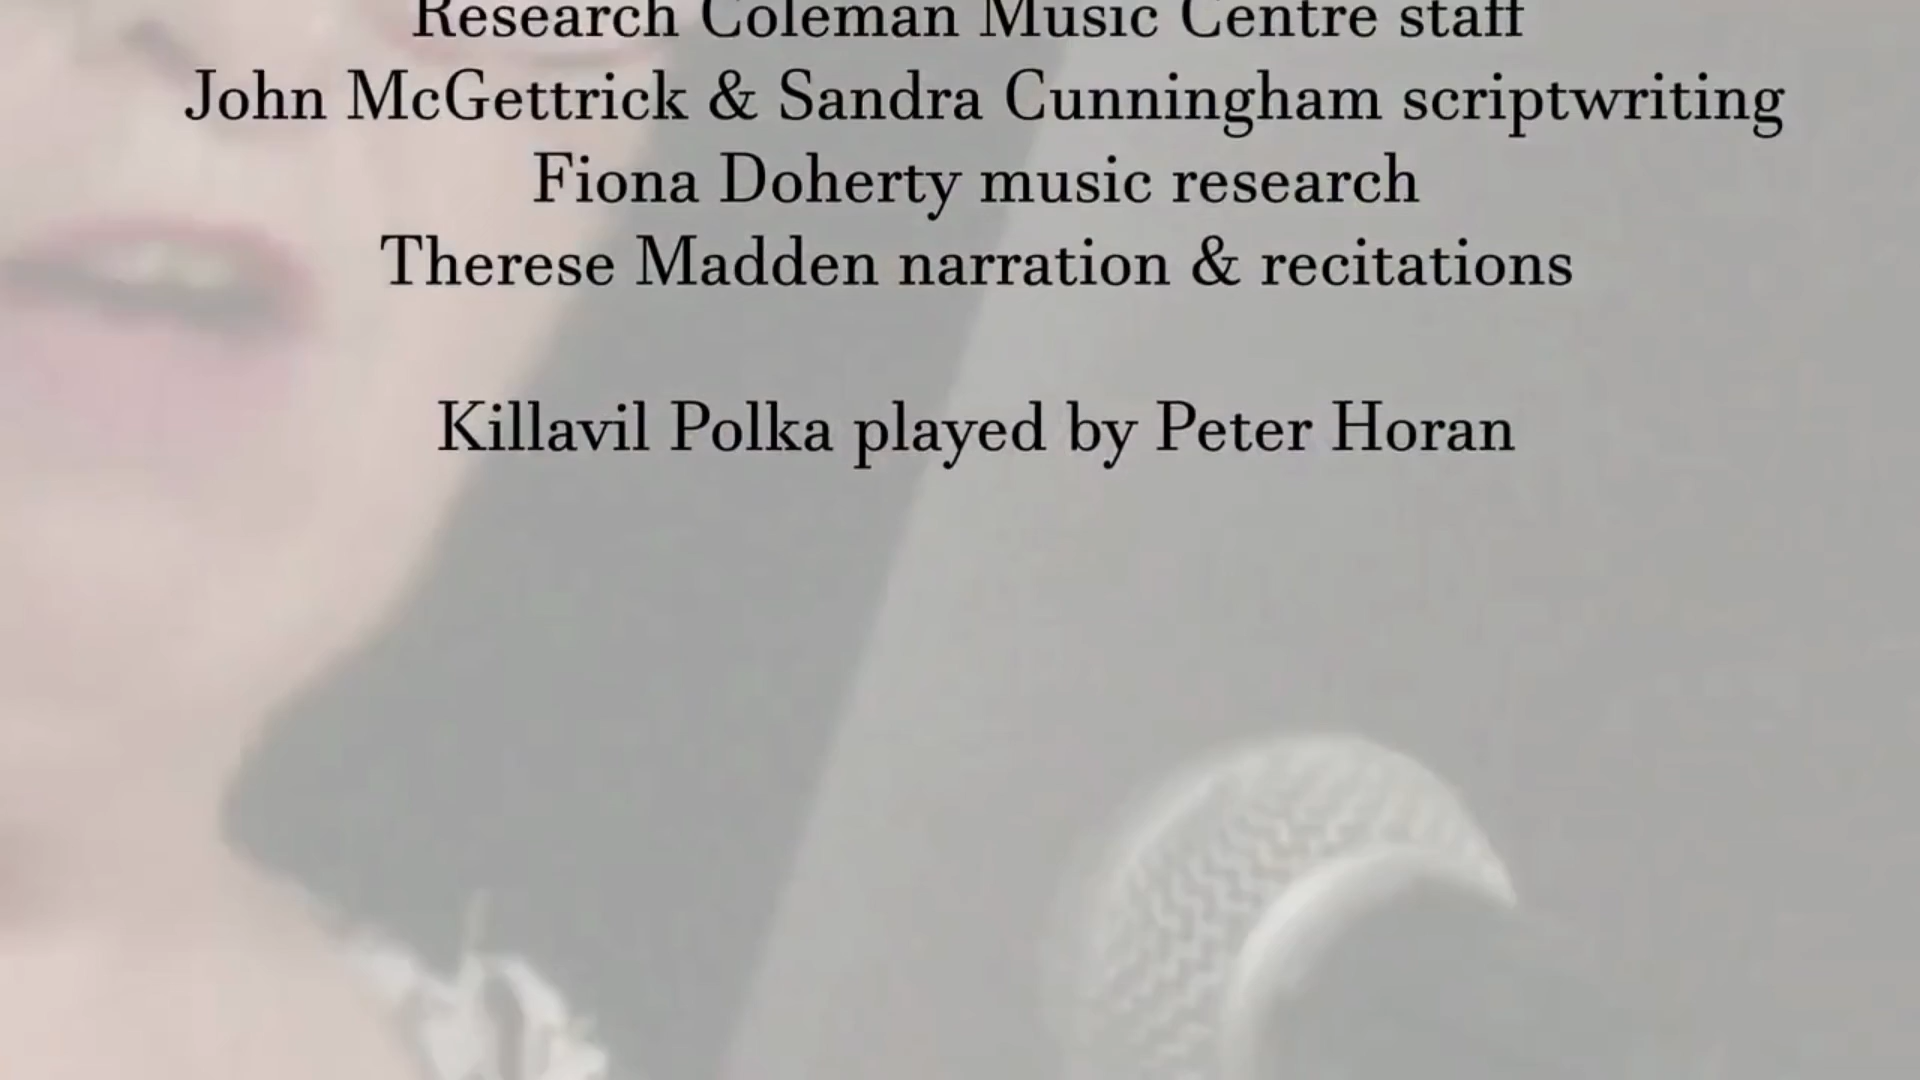 Research Coleman Music Centre staff
John McGettrick & Sandra Cunningham scriptwriting
Fiona Doherty music research
Therese Madden narration & recitations
Killavil Polka played by Peter Horan